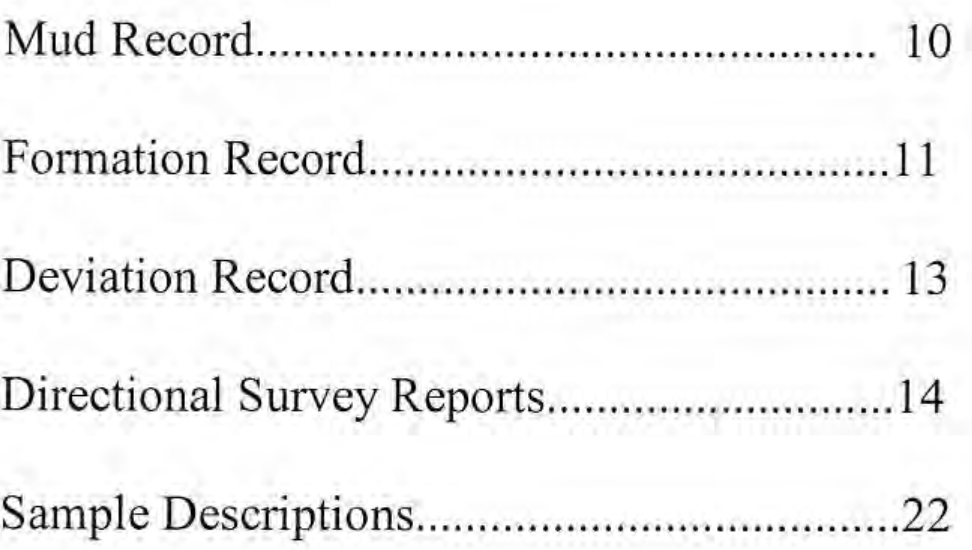 Mud Record............................................... 10
Formation Record.......................................11
Deviation Record........................................ 13
Directional Survey Reports..........................14
Sample Descriptions....................................22